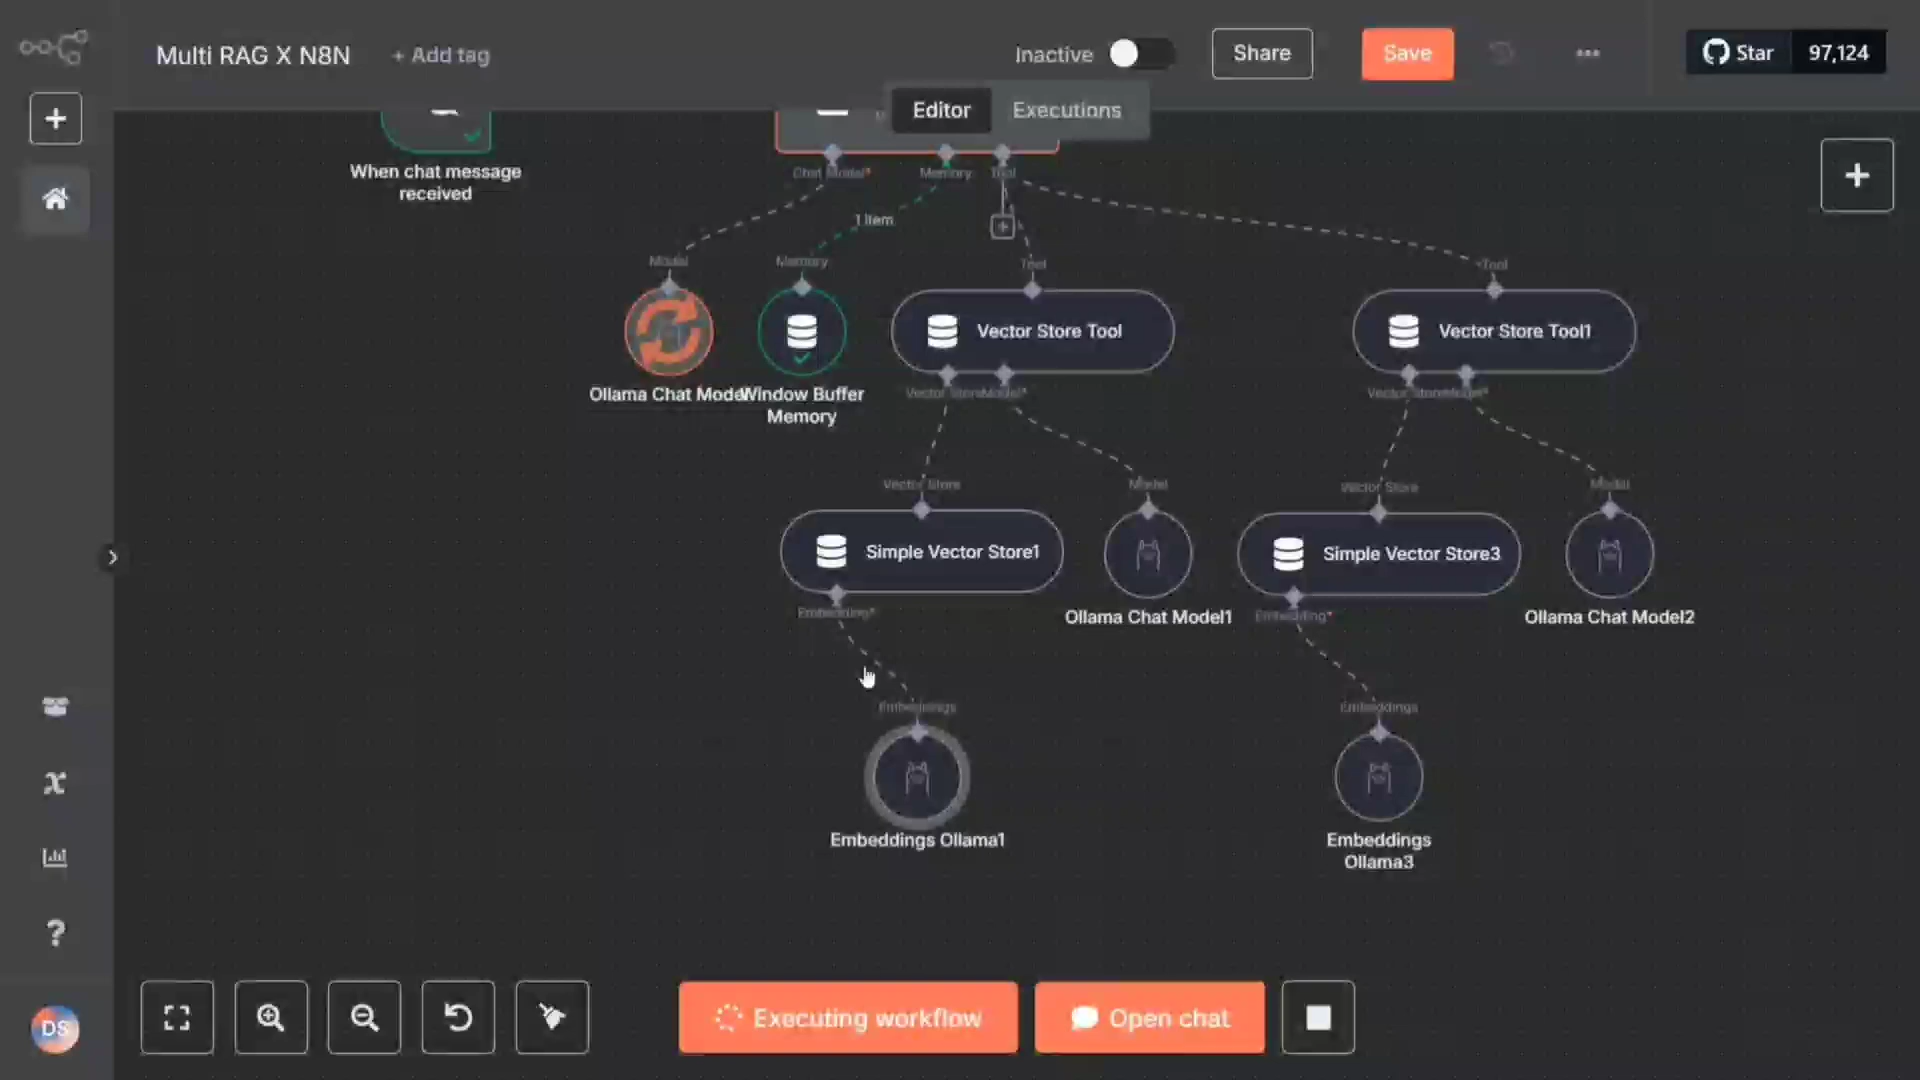 Multi RAG X N8N
+ Add tag
Inactive
Share
Save
Star
97,124
Editor
Executions
When chat message
received
Chat Model*
Memory
Tool
1 item
Model
Memory
Tool
Tool
Ollama Chat Model
Window Buffer
Memory
Vector Store Tool
Vector Store Tool1
Vector Store
Model*
Vector Store
Model*
Vector Store
Model
Vector Store
Model
Simple Vector Store1
Ollama Chat Model1
Simple Vector Store3
Ollama Chat Model2
Embedding*
Embedding*
Embeddings
Embeddings
Embeddings Ollama1
Embeddings
Ollama3
DS
Executing workflow
Open chat